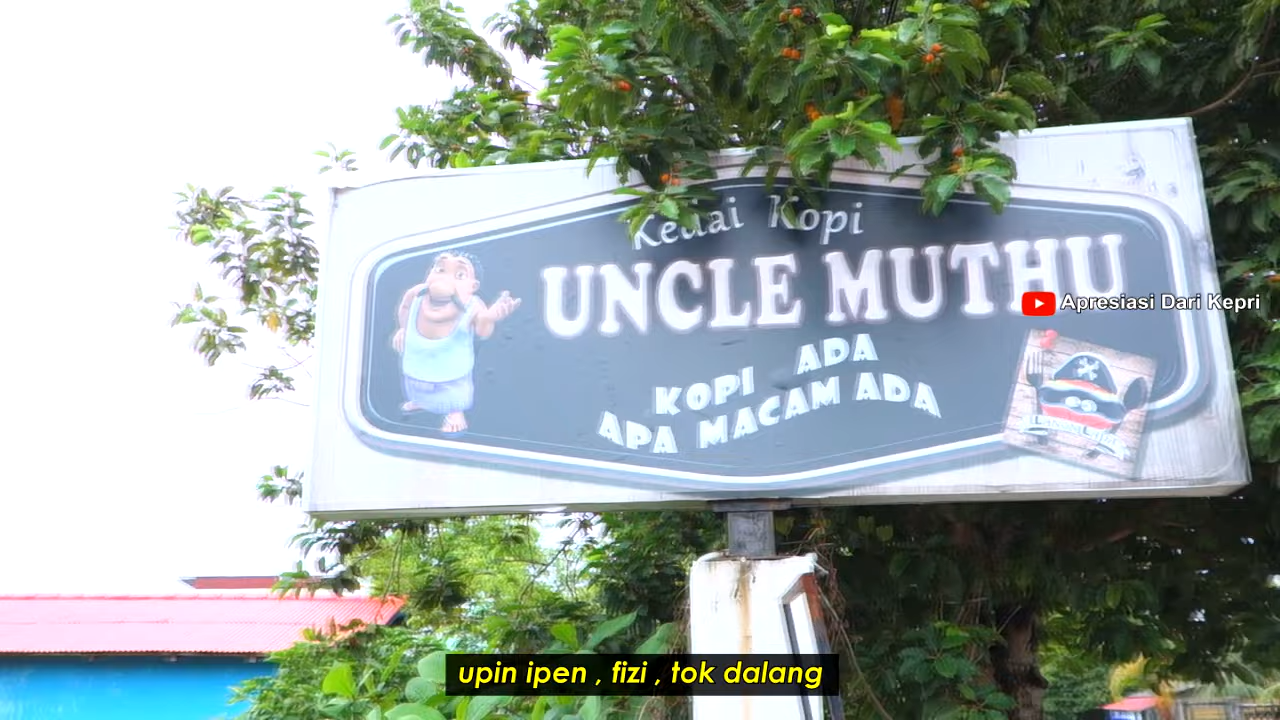 Kedai Kopi
UNCLE MUTHU
Apresiasi Dari Kepri
KOPI ADA
APA MACAM ADA
upin ipen , fizi , tok dalang